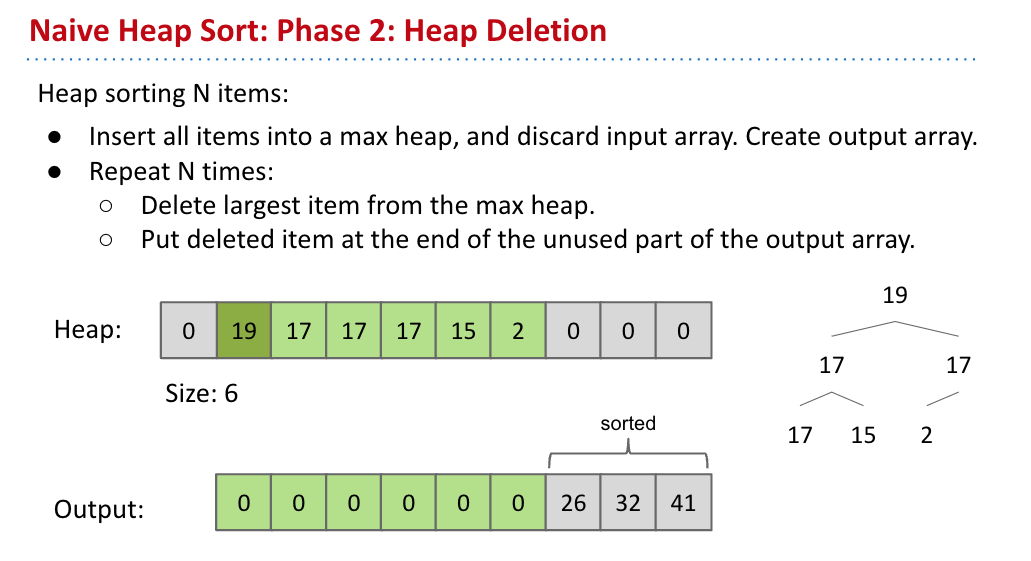 Naive Heap Sort: Phase 2: Heap Deletion
Heap sorting N items:
● Insert all items into a max heap, and discard input array. Create output array.
● Repeat N times:
○ Delete largest item from the max heap.
○ Put deleted item at the end of the unused part of the output array.
Heap: 0 19 17 17 17 15 2 0 0 0
Size: 6
19
17 17
17 15 2
sorted
Output: 0 0 0 0 0 0 26 32 41